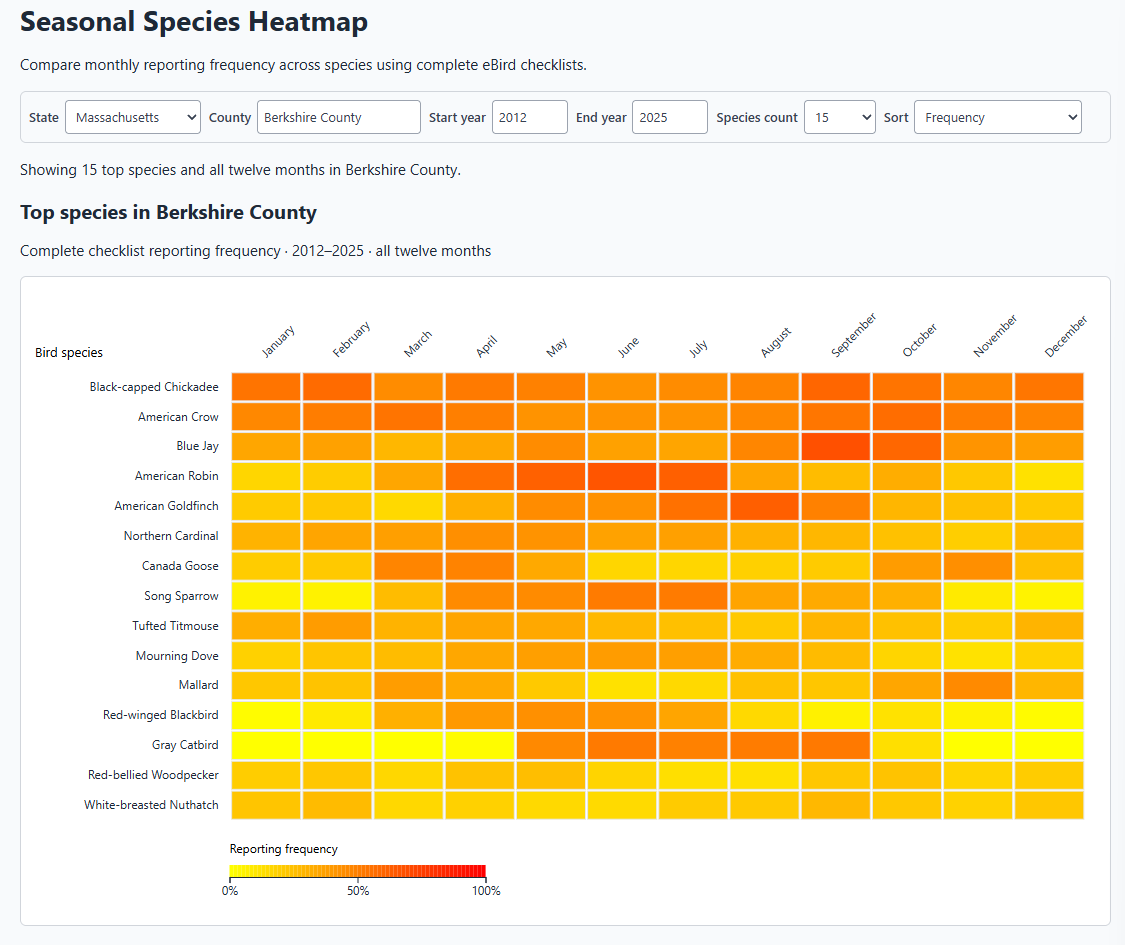 Seasonal Species Heatmap
Compare monthly reporting frequency across species using complete eBird checklists.
State Massachusetts County Berkshire County Start year 2012 End year 2025 Species count 15 Sort Frequency
Showing 15 top species and all twelve months in Berkshire County.
Top species in Berkshire County
Complete checklist reporting frequency · 2012–2025 · all twelve months
Bird species January February March April May June July August September October November December
Black-capped Chickadee
American Crow
Blue Jay
American Robin
American Goldfinch
Northern Cardinal
Canada Goose
Song Sparrow
Tufted Titmouse
Mourning Dove
Mallard
Red-winged Blackbird
Gray Catbird
Red-bellied Woodpecker
White-breasted Nuthatch
Reporting frequency
0% 50% 100%